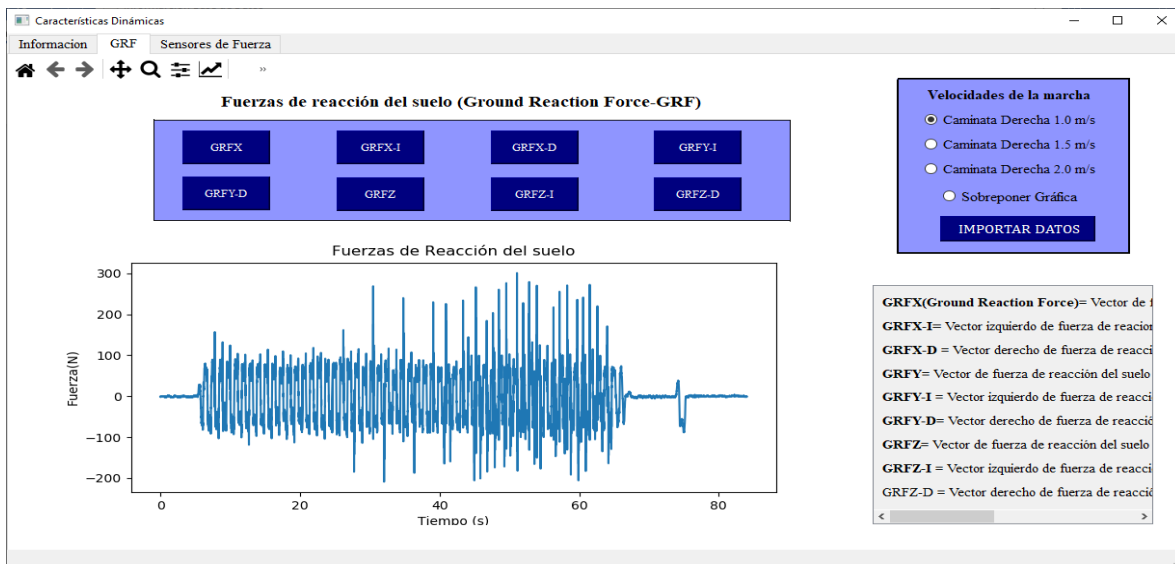 Características Dinámicas
Informacion GRF Sensores de Fuerza
»
Fuerzas de reacción del suelo (Ground Reaction Force-GRF)
GRFX GRFX-I GRFX-D GRFY-I
GRFY-D GRFZ GRFZ-I GRFZ-D
Velocidades de la marcha
Caminata Derecha 1.0 m/s
Caminata Derecha 1.5 m/s
Caminata Derecha 2.0 m/s
Sobreponer Gráfica
IMPORTAR DATOS
Fuerzas de Reacción del suelo
Fuerza(N)
300
200
100
0
−100
−200
0 20 40 60 80
Tiempo (s)
GRFX(Ground Reaction Force)= Vector de
GRFX-I= Vector izquierdo de fuerza de reacion
GRFX-D = Vector derecho de fuerza de reacci
GRFY= Vector de fuerza de reacción del suelo
GRFY-I = Vector izquierdo de fuerza de reacci
GRFY-D= Vector derecho de fuerza de reacció
GRFZ= Vector de fuerza de reacción del suelo
GRFZ-I = Vector izquierdo de fuerza de reacci
GRFZ-D = Vector derecho de fuerza de reacció